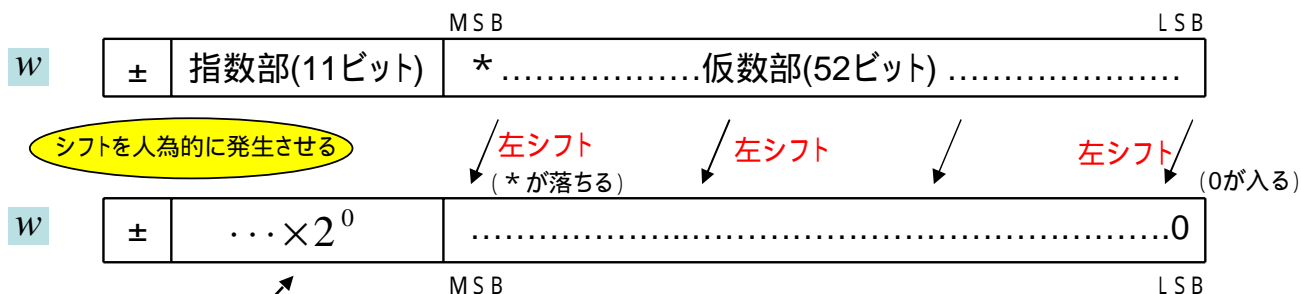 MSB LSB
w ± 指数部(11ビット) *...................仮数部(52ビット) .....................
シフトを人為的に発生させる 左シフト 左シフト 左シフト
(*が落ちる) (0が入る)
w ± ···×2⁰ ..............................................................0
MSB LSB